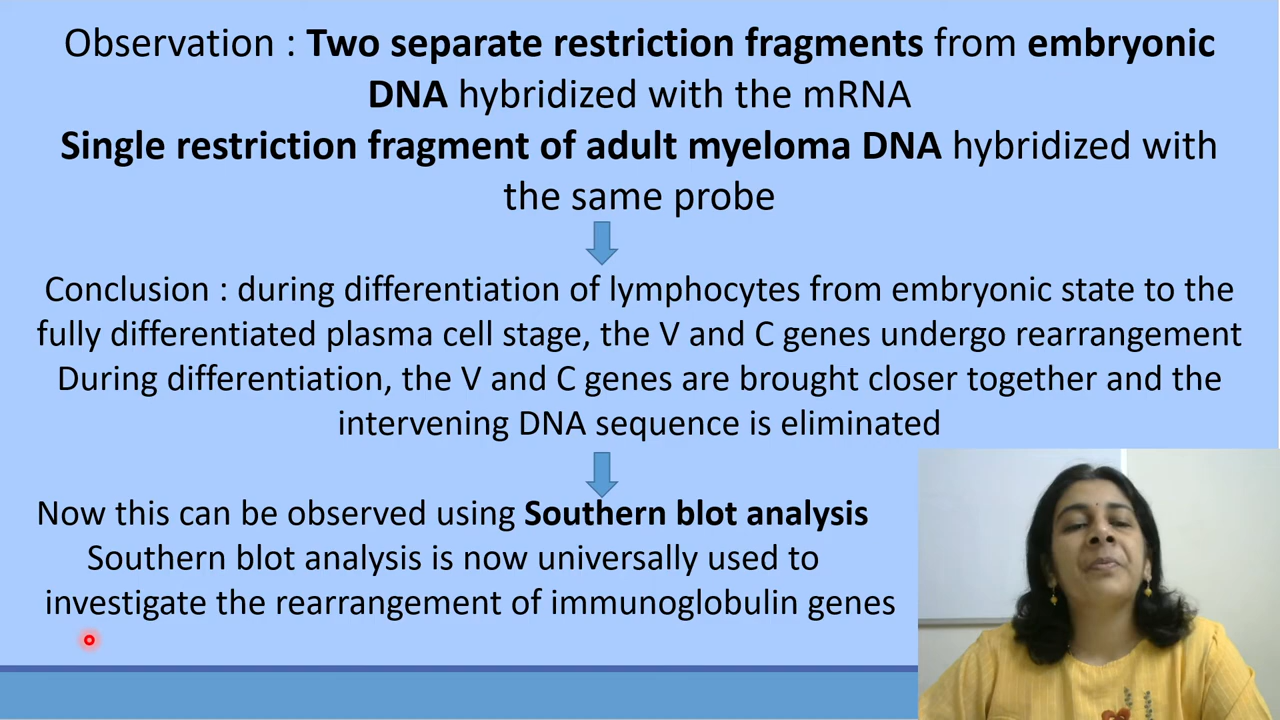 Observation : Two separate restriction fragments from embryonic
DNA hybridized with the mRNA
Single restriction fragment of adult myeloma DNA hybridized with
the same probe
Conclusion : during differentiation of lymphocytes from embryonic state to the
fully differentiated plasma cell stage, the V and C genes undergo rearrangement
During differentiation, the V and C genes are brought closer together and the
intervening DNA sequence is eliminated
Now this can be observed using Southern blot analysis
Southern blot analysis is now universally used to
investigate the rearrangement of immunoglobulin genes